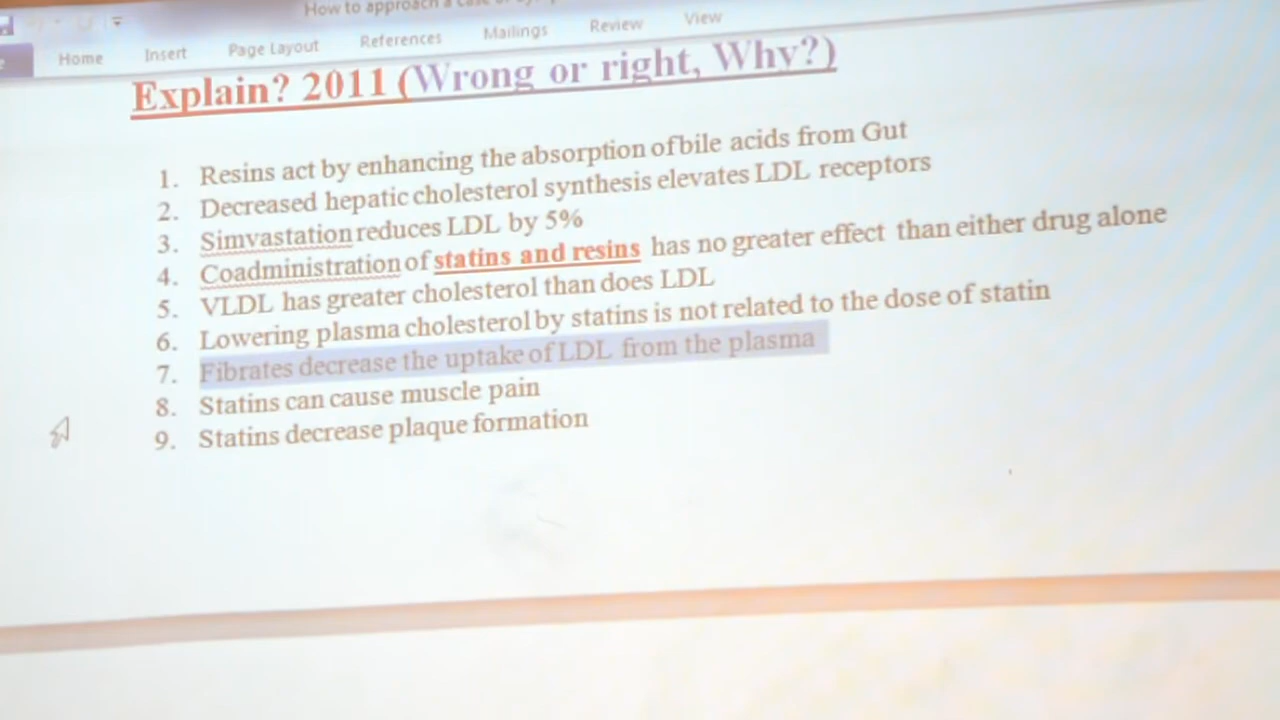 How to approach a case of
Home Insert Page Layout References Mailings Review View
Explain? 2011 (Wrong or right, Why?)
1. Resins act by enhancing the absorption of bile acids from Gut
2. Decreased hepatic cholesterol synthesis elevates LDL receptors
3. Simvastation reduces LDL by 5%
4. Coadministration of statins and resins has no greater effect than either drug alone
5. VLDL has greater cholesterol than does LDL
6. Lowering plasma cholesterol by statins is not related to the dose of statin
7. Fibrates decrease the uptake of LDL from the plasma
8. Statins can cause muscle pain
9. Statins decrease plaque formation